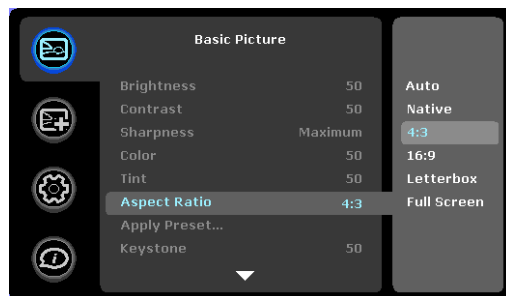 Basic Picture
Brightness 50
Contrast 50
Sharpness Maximum
Color 50
Tint 50
Aspect Ratio 4:3
Apply Preset...
Keystone 50
Auto
Native
4:3
16:9
Letterbox
Full Screen